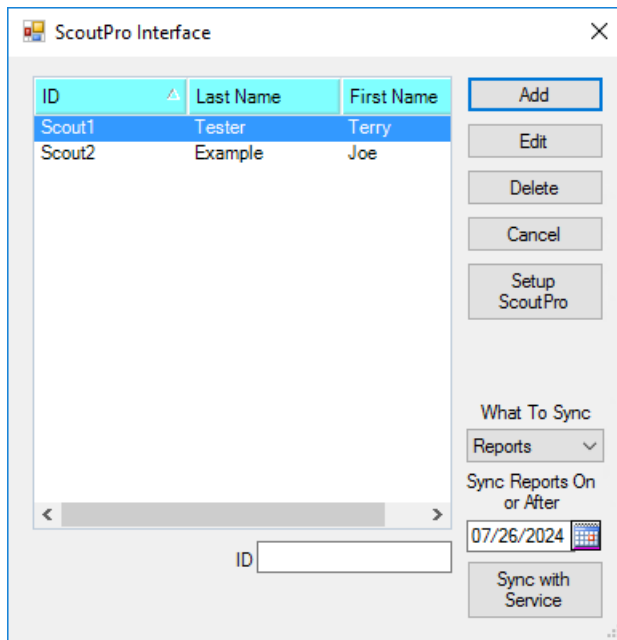 ScoutPro Interface
ID Last Name First Name
Scout1 Tester Terry
Scout2 Example Joe
ID
Add
Edit
Delete
Cancel
Setup
ScoutPro
What To Sync
Reports
Sync Reports On
or After
07/26/2024
Sync with
Service